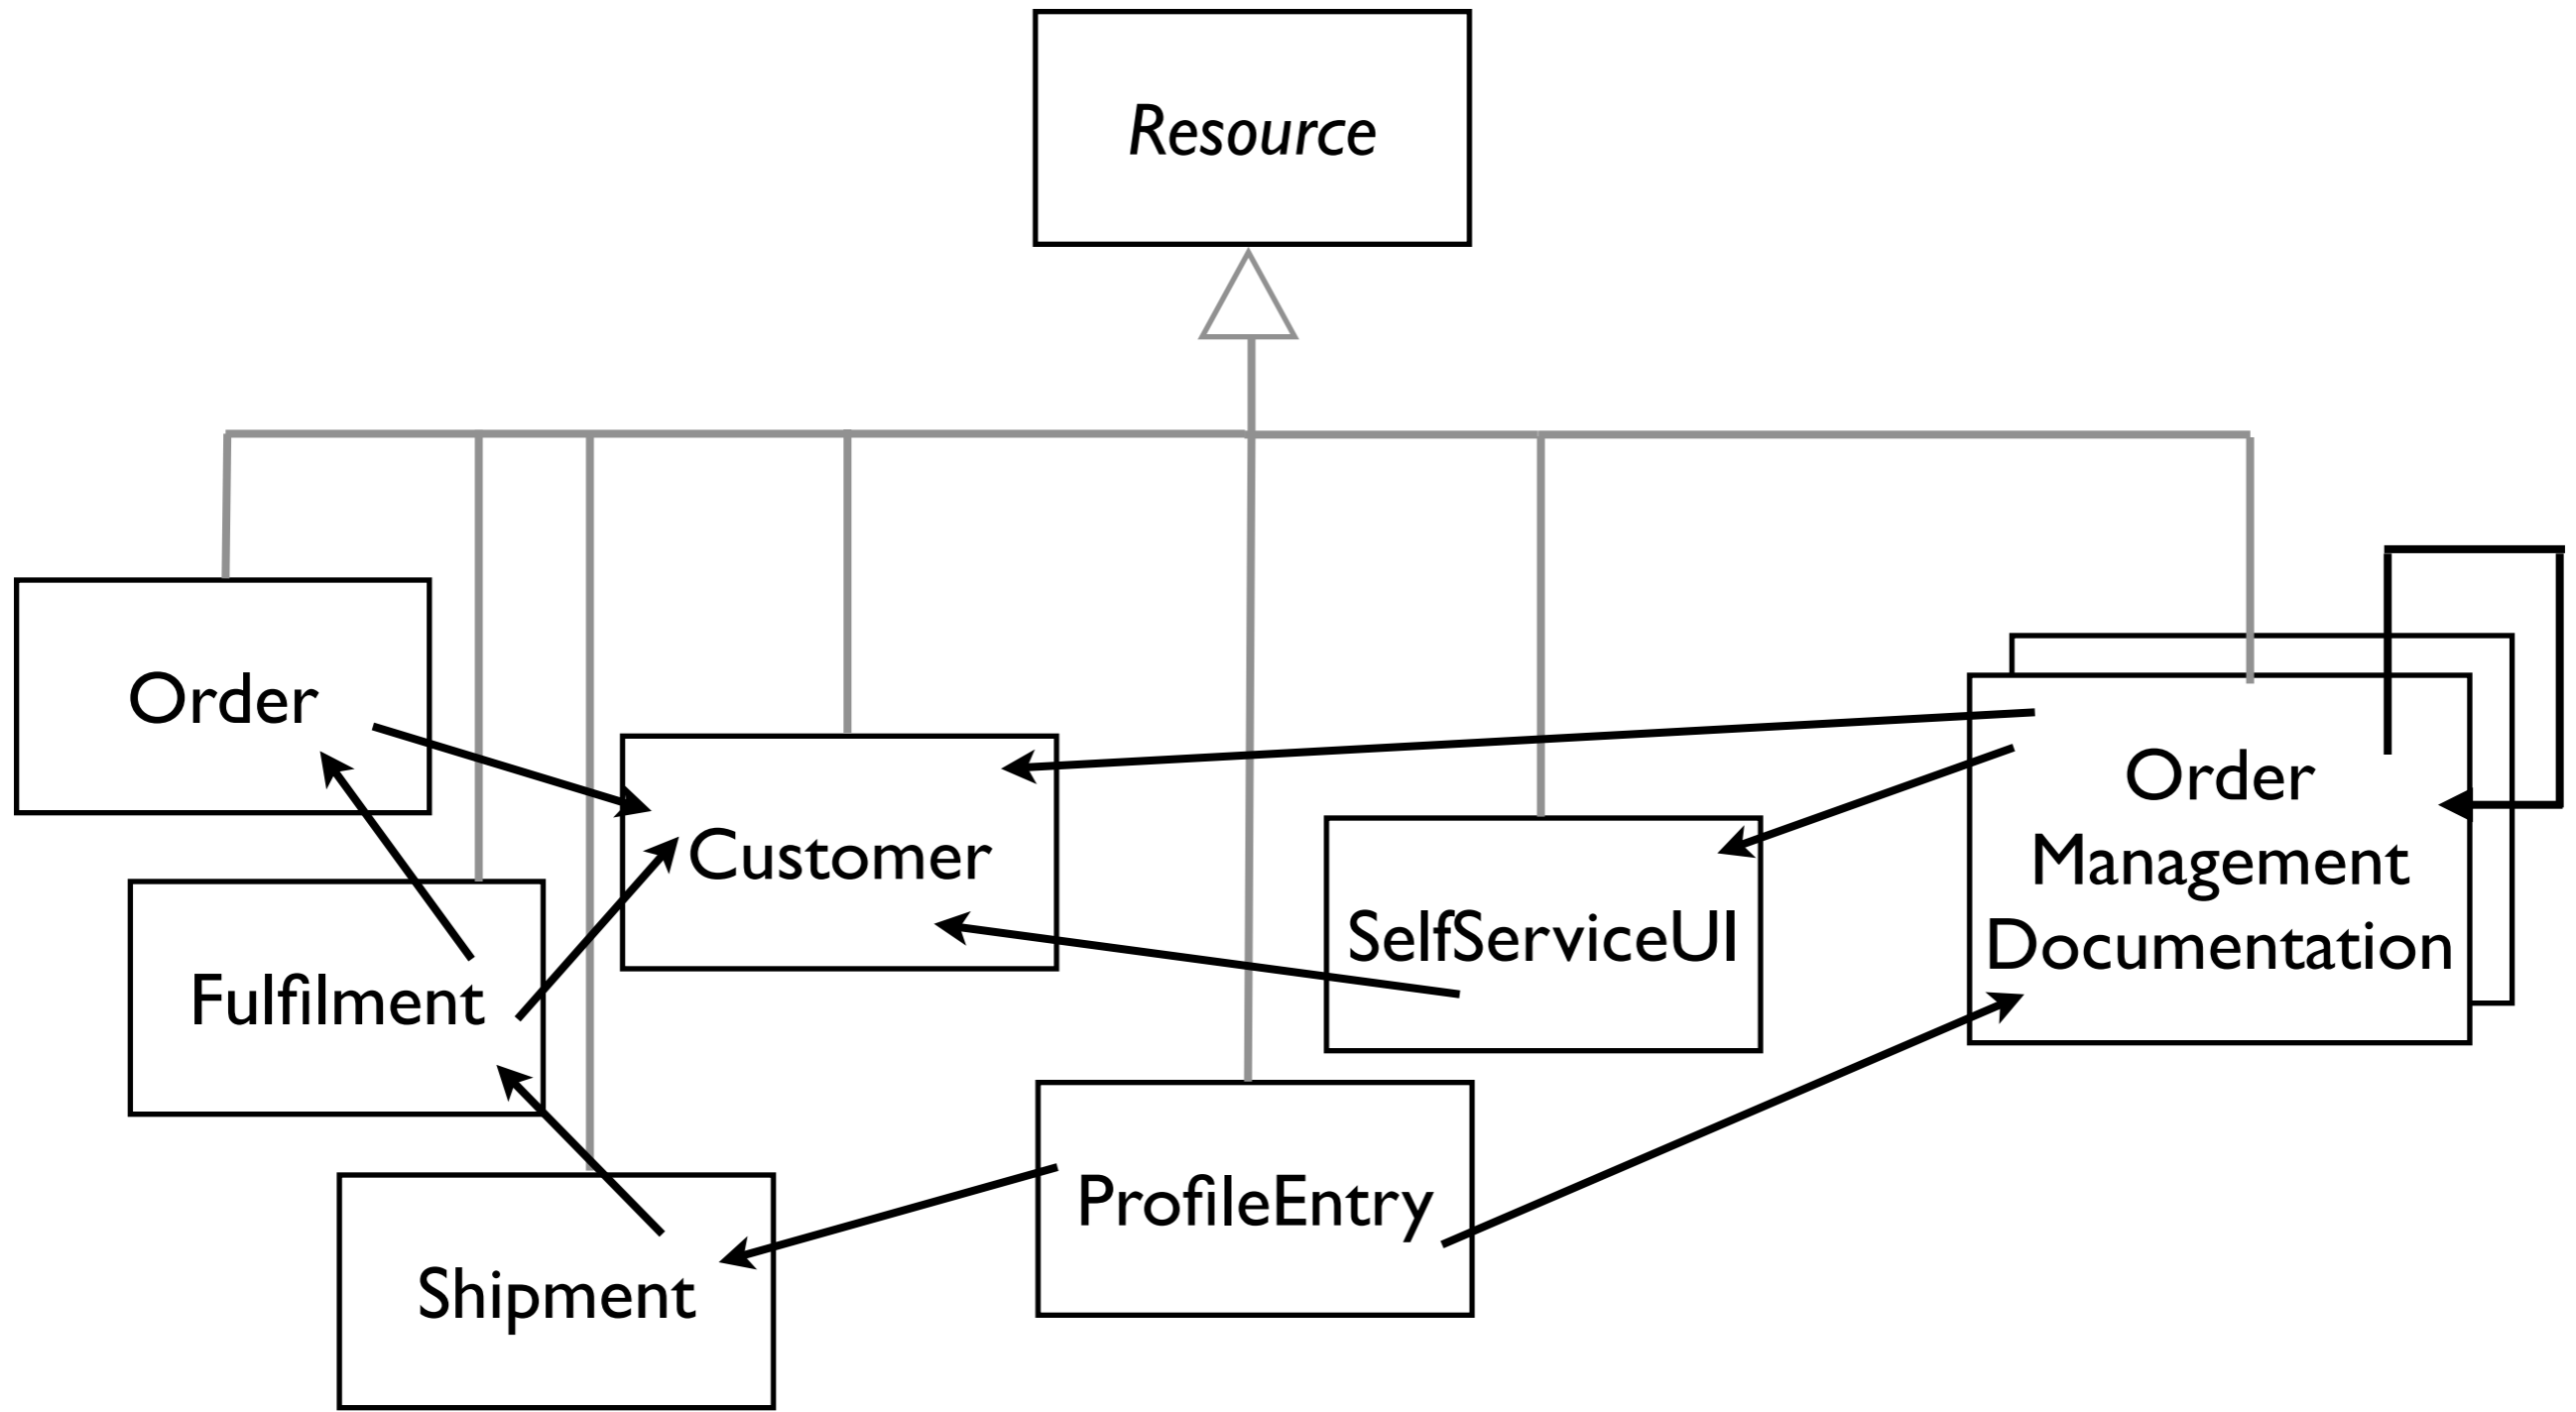 Resource
Order
Customer
Fulfilment
Shipment
SelfServiceUI
ProfileEntry
Order
Management
Documentation